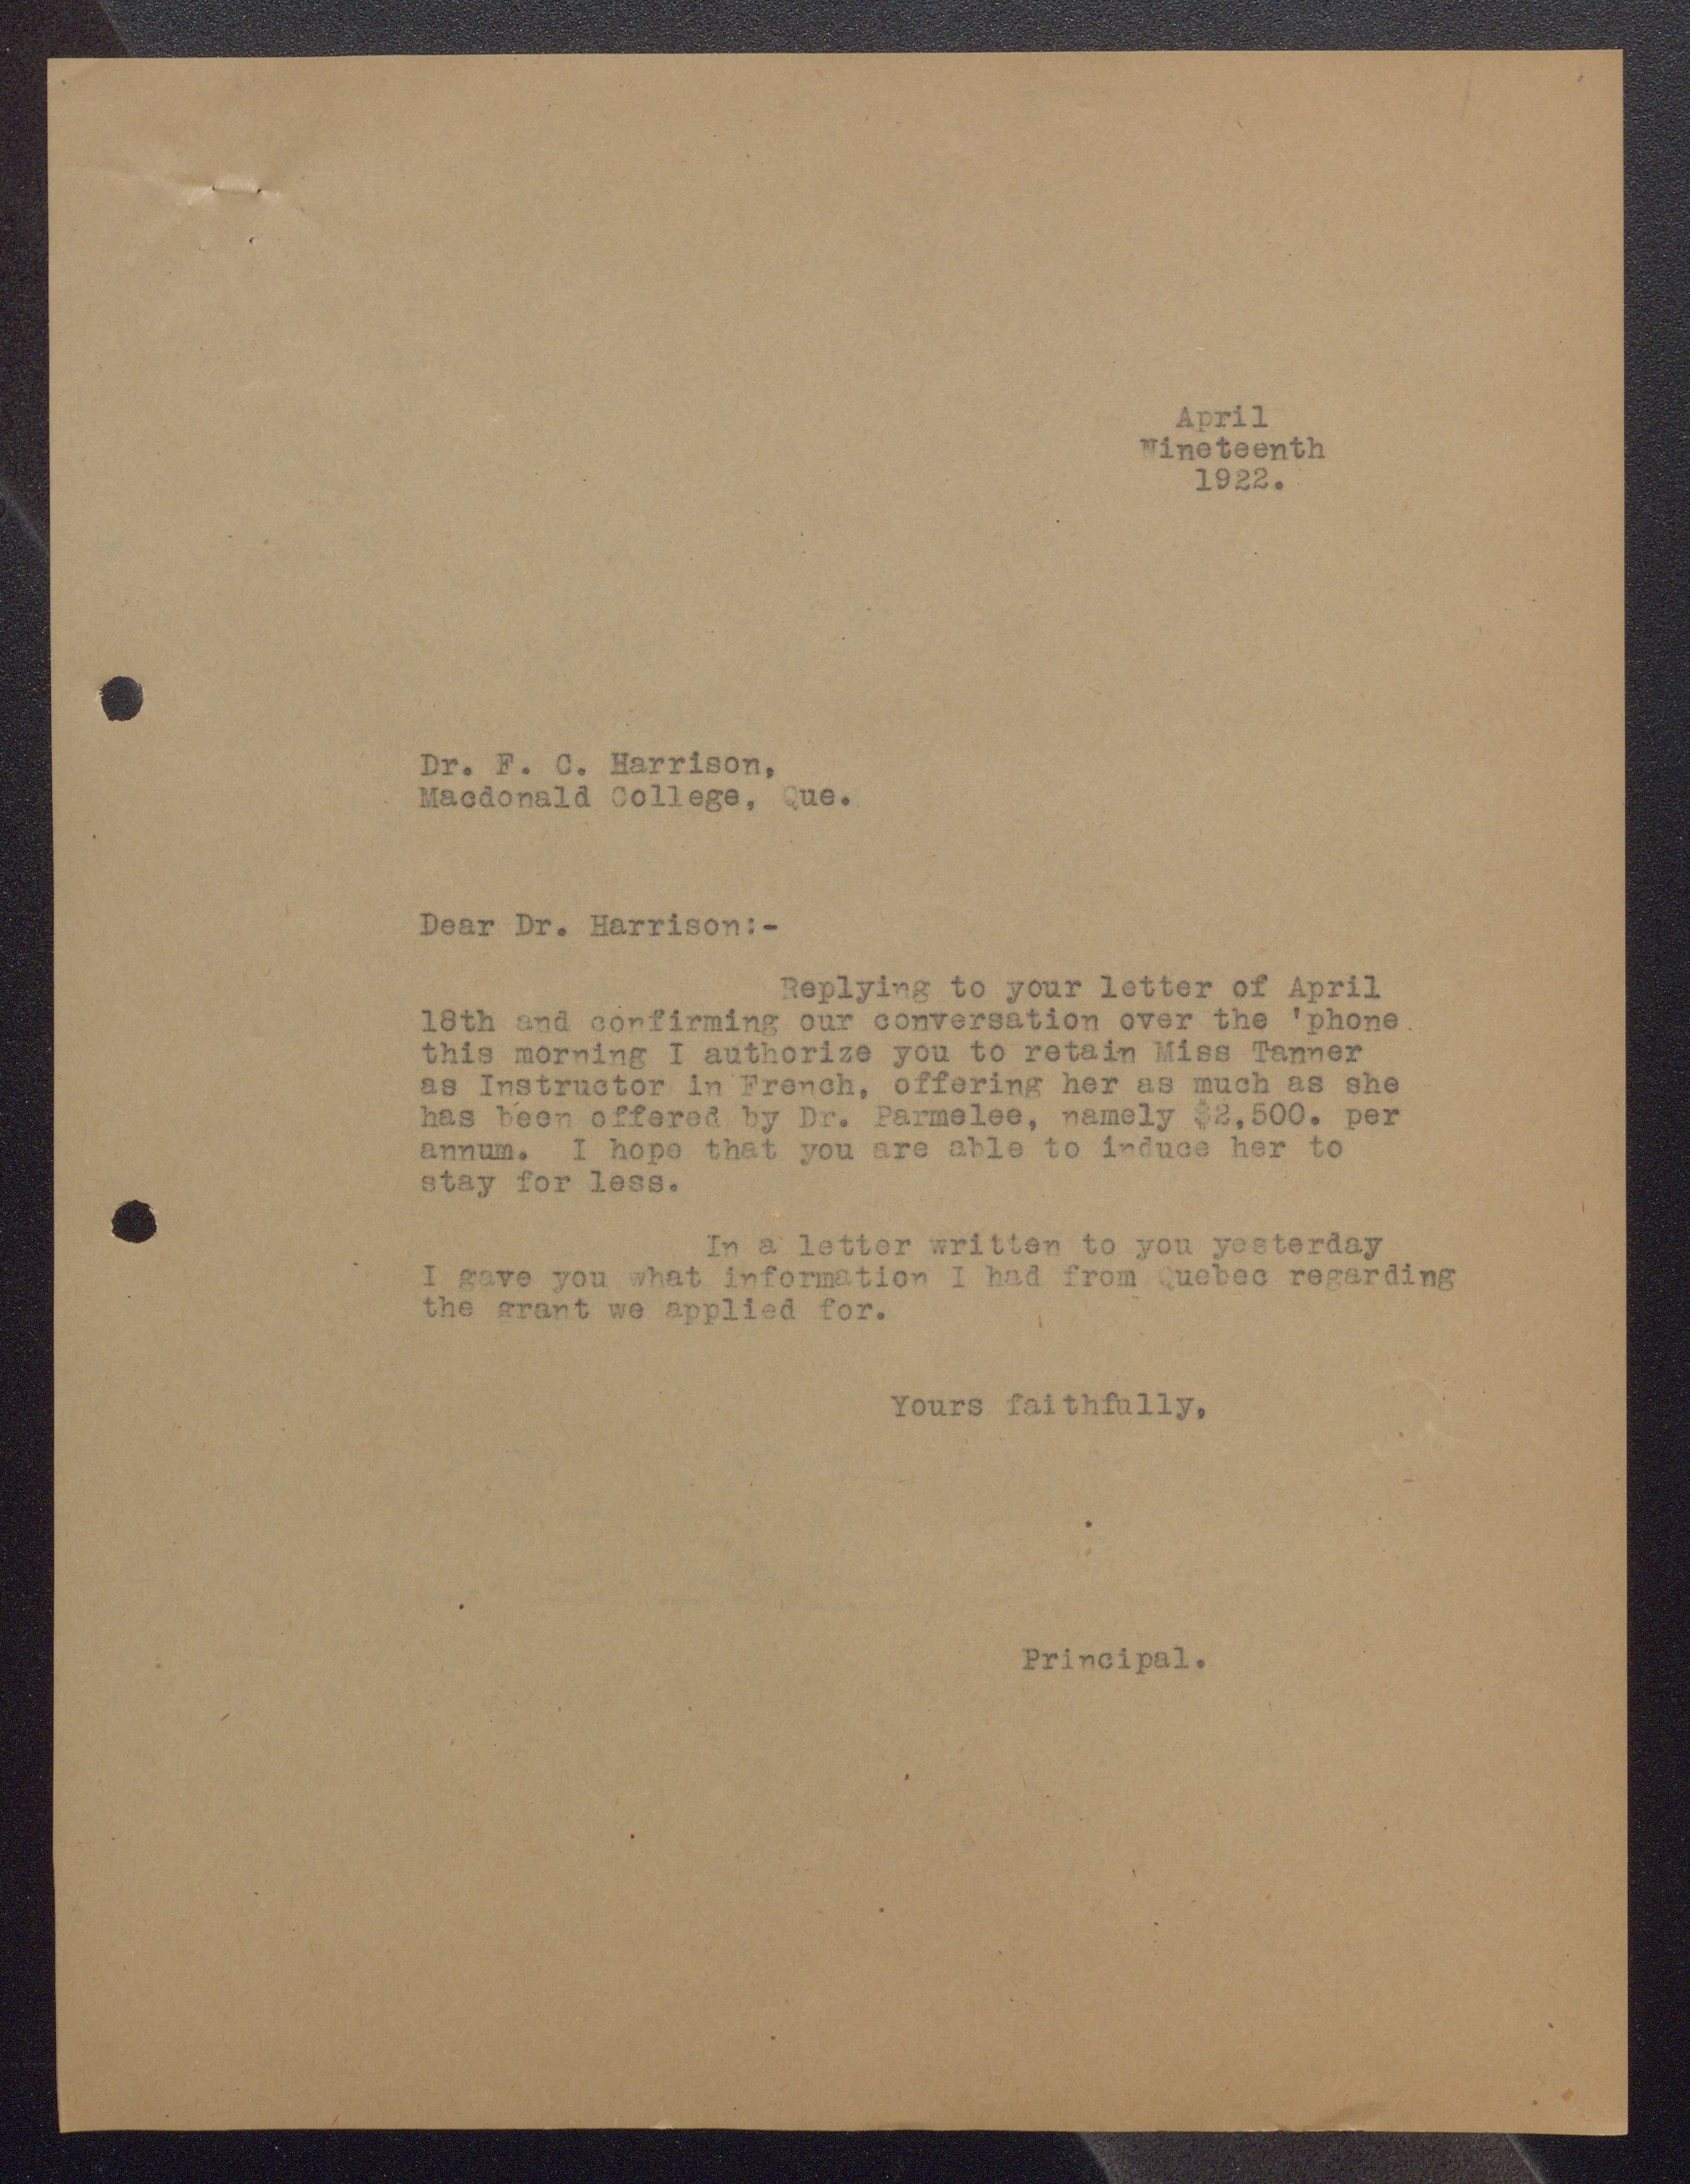 April
Nineteenth
1922.
Dr. F. C. Harrison,
Macdonald College, Que.
Dear Dr. Harrison:-
Replying to your letter of April
18th and confirming our conversation over the 'phone
this morning I authorize you to retain Miss Tanner
as Instructor in French, offering her as much as she
has been offered by Dr. Parmelee, namely $2,500. per
annum. I hope that you are able to induce her to
stay for less.
In a letter written to you yesterday
I gave you what information I had from Quebec regarding
the grant we applied for.
Yours faithfully,
Principal.